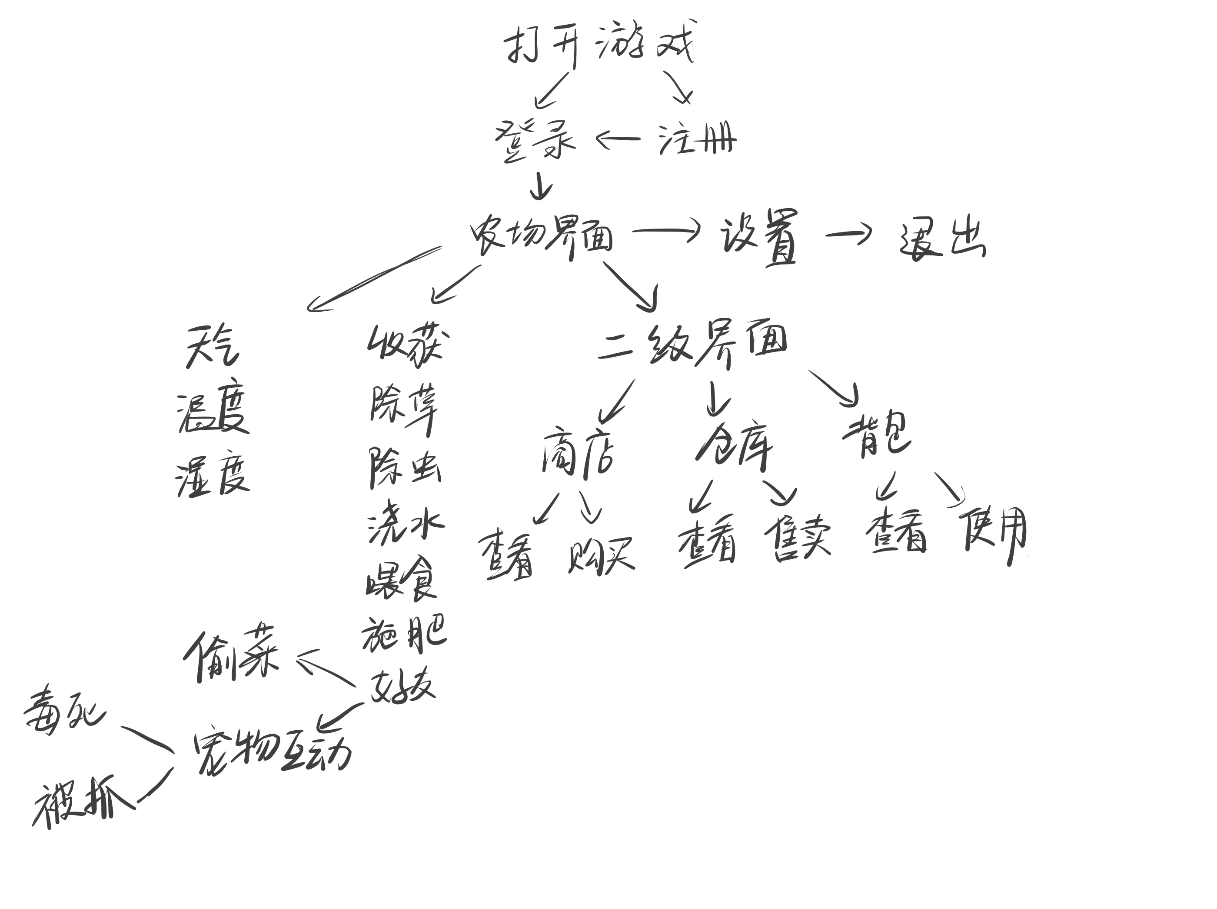 打开游戏
登录 注册
农场界面 设置 退出
天气
温度
湿度
收获
除草
除虫
浇水
喂食
施肥
好友
二级界面
商店 仓库 背包
查看 购买 查看 售卖 查看 使用
偷菜
宠物互动
毒死
被抓